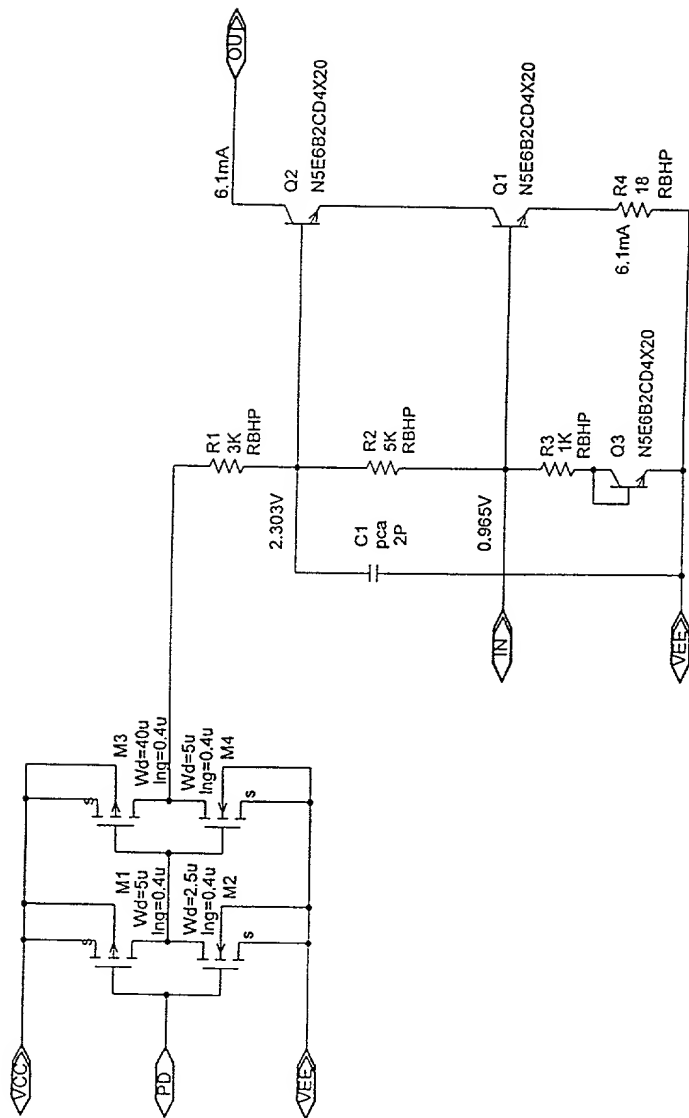 VCC
PD
VEE
s
M1
Wd=5u
lng=0.4u
Wd=2.5u
lng=0.4u
M2
s
s
M3
Wd=40u
lng=0.4u
Wd=5u
lng=0.4u
M4
s
R1
3K
RBHP
2.303V
C1
pca
2P
R2
5K
RBHP
0.965V
IN
R3
1K
RBHP
Q3
N5E6B2CD4X20
VEE
OUT
6.1mA
Q2
N5E6B2CD4X20
Q1
N5E6B2CD4X20
R4
18
RBHP
6.1mA